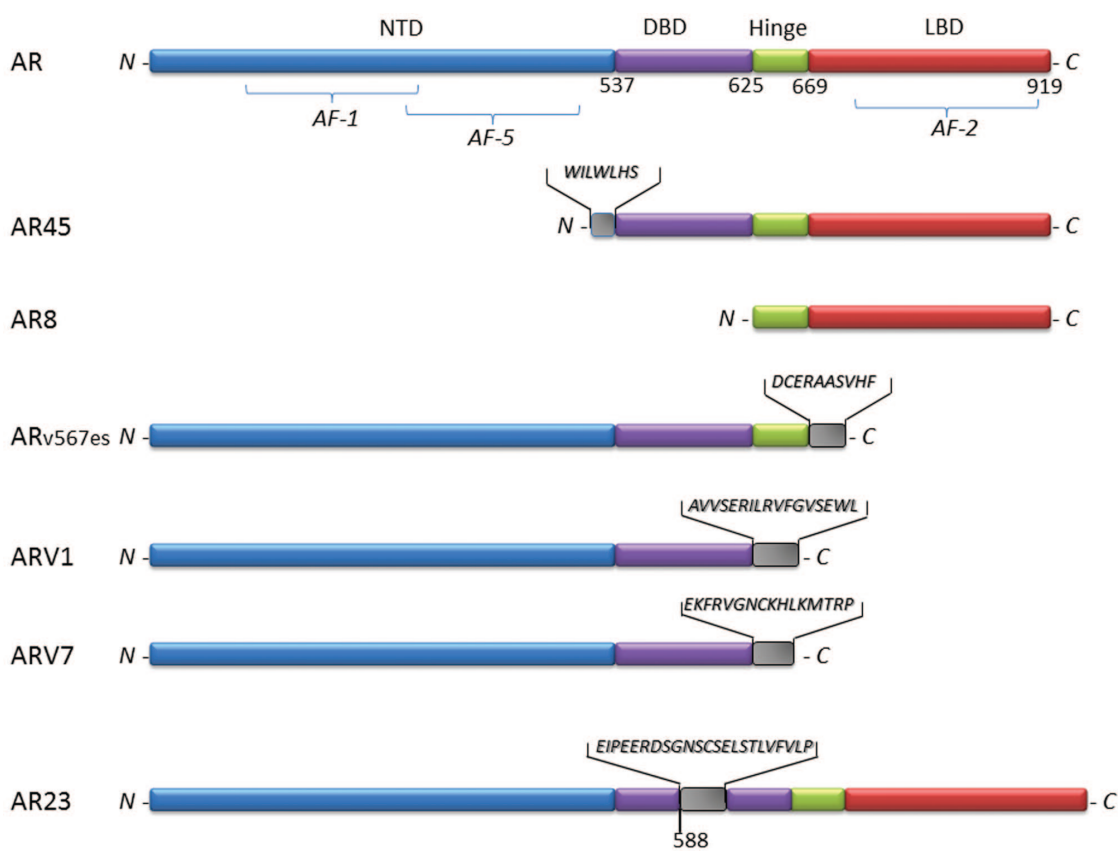 NTD DBD Hinge LBD
AR N - - C
537 625 669 919
AF-1 AF-5 AF-2
WILWLHS
AR45 N - - C
AR8 N - - C
DCERAASVHF
ARv567es N - - C
AVVSERILRVFGVSEWL
ARV1 N - - C
EKFRVGNCKHLKMTRP
ARV7 N - - C
EIPEERDSGNSCSELSTLVFVLP
AR23 N - - C
588